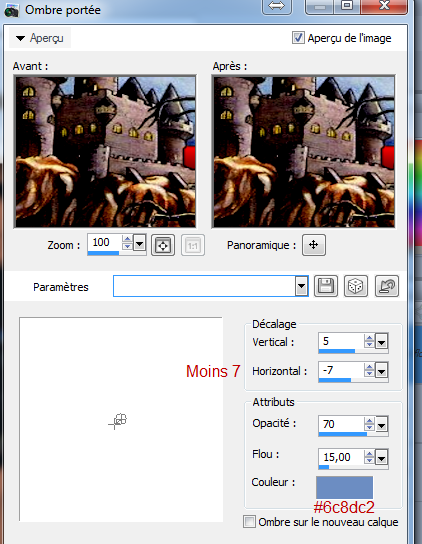 Ombre portée
Aperçu
Aperçu de l'image
Avant :
Après :
Zoom : 100
1:1
Panoramique :
Paramètres
Décalage
Vertical : 5
Moins 7
Horizontal : -7
Attributs
Opacité : 70
Flou : 15,00
Couleur :
#6c8dc2
Ombre sur le nouveau calque